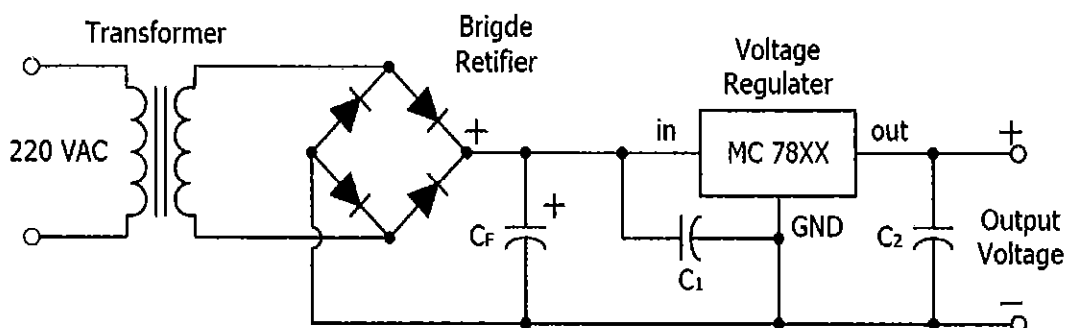 Transformer
Brigde
Retifier
Voltage
Regulater
220 VAC
+
in
MC 78XX
out
+
+
CF
C1
GND
C2
Output
Voltage
−